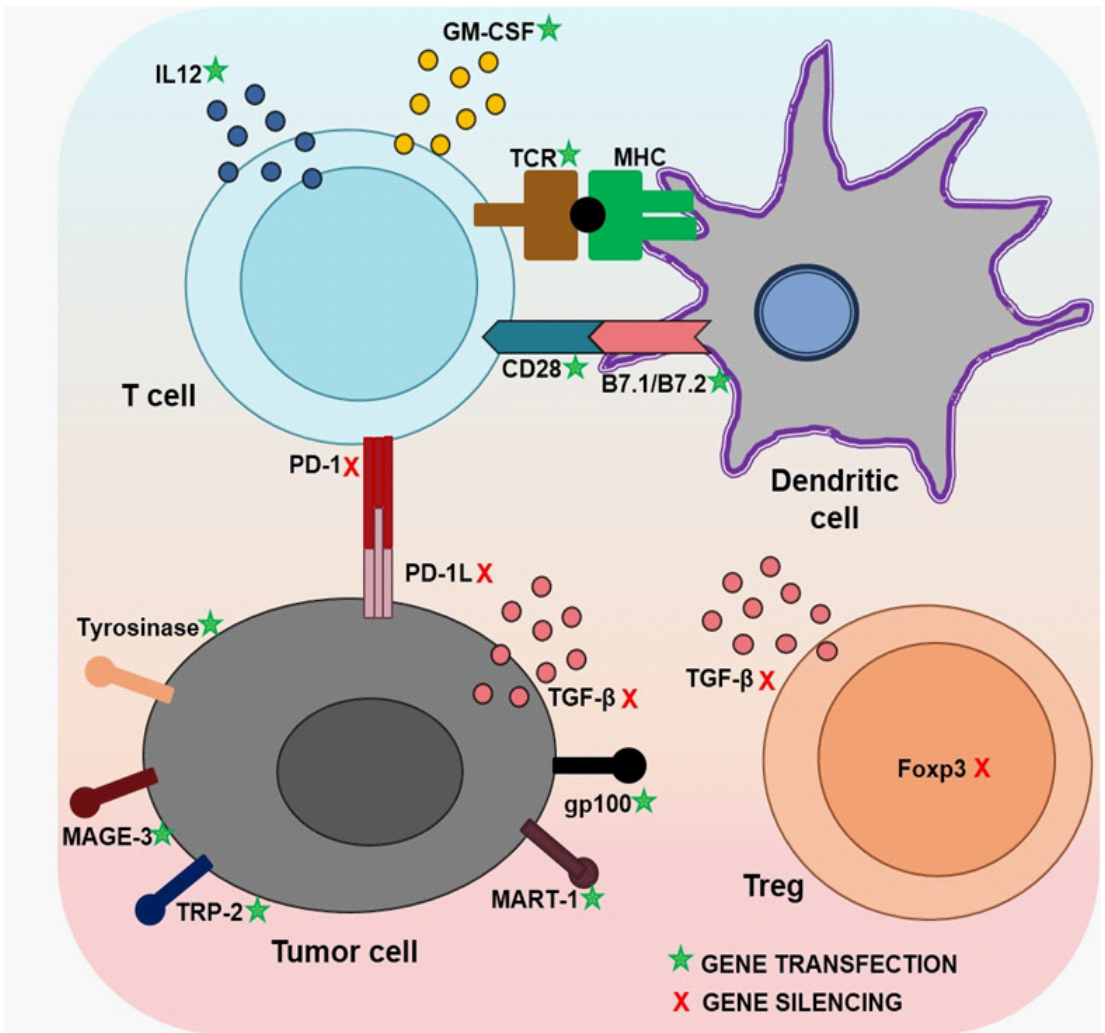 GM-CSF
IL12
TCR
MHC
CD28
B7.1/B7.2
T cell
PD-1 X
Dendritic
cell
PD-1L X
Tyrosinase
TGF-β X
TGF-β X
Foxp3 X
gp100
MAGE-3
Treg
MART-1
TRP-2
Tumor cell
GENE TRANSFECTION
X GENE SILENCING